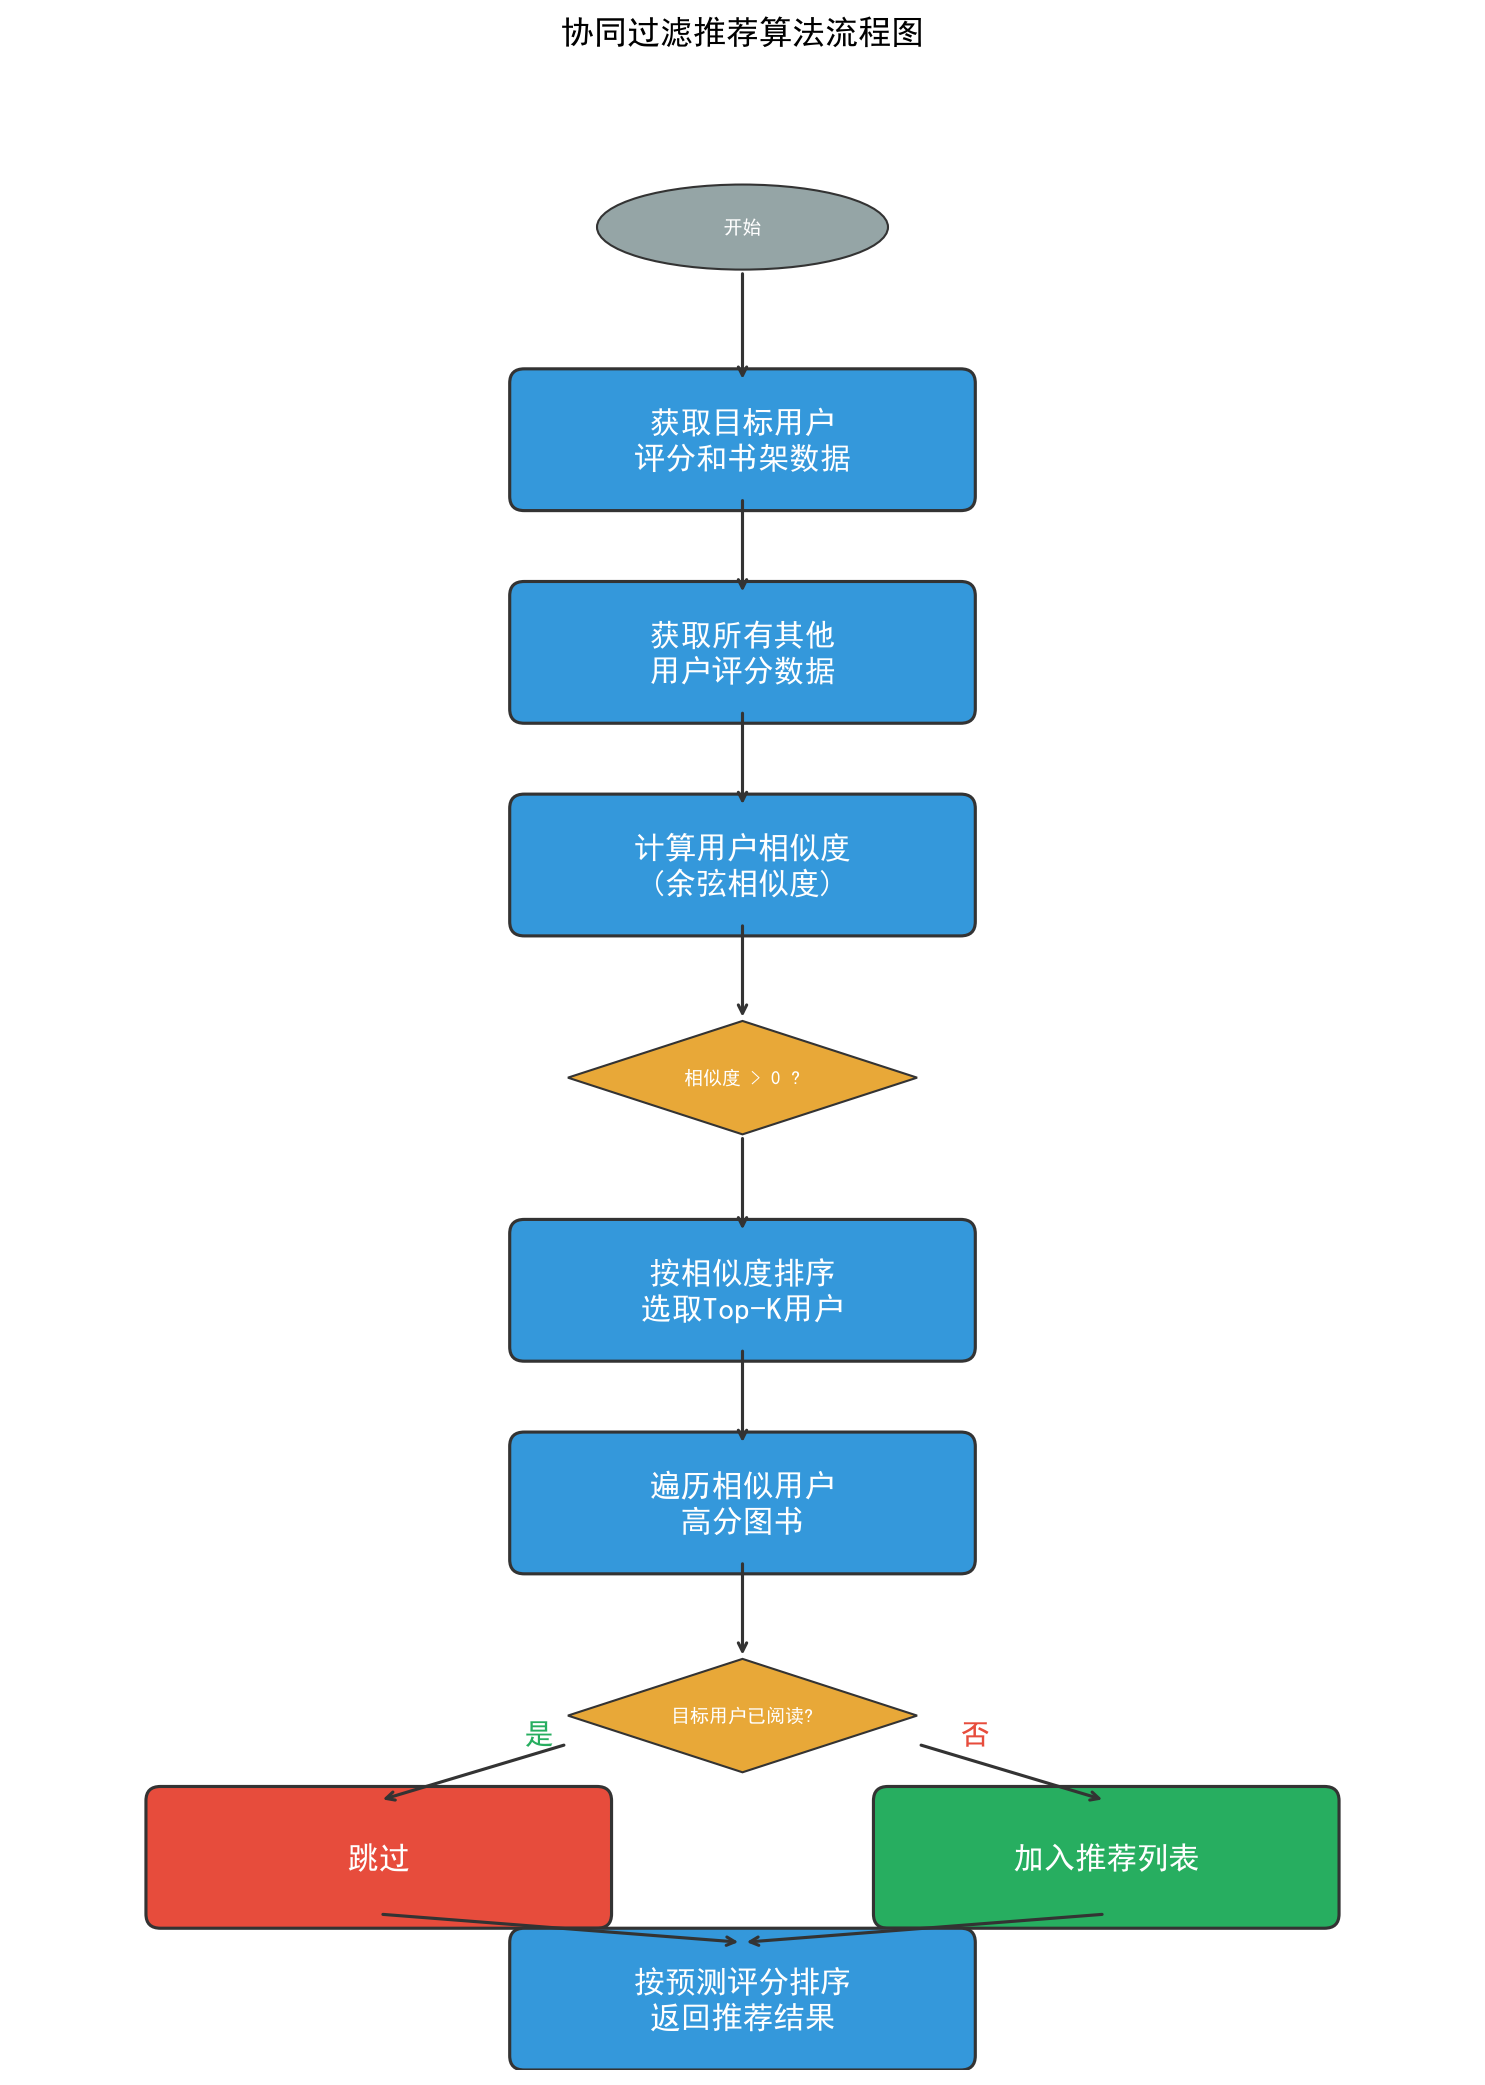 协同过滤推荐算法流程图
开始
获取目标用户
评分和书架数据
获取所有其他
用户评分数据
计算用户相似度
(余弦相似度)
相似度 > 0 ?
按相似度排序
选取Top-K用户
遍历相似用户
高分图书
目标用户已阅读?
是
否
跳过
加入推荐列表
按预测评分排序
返回推荐结果